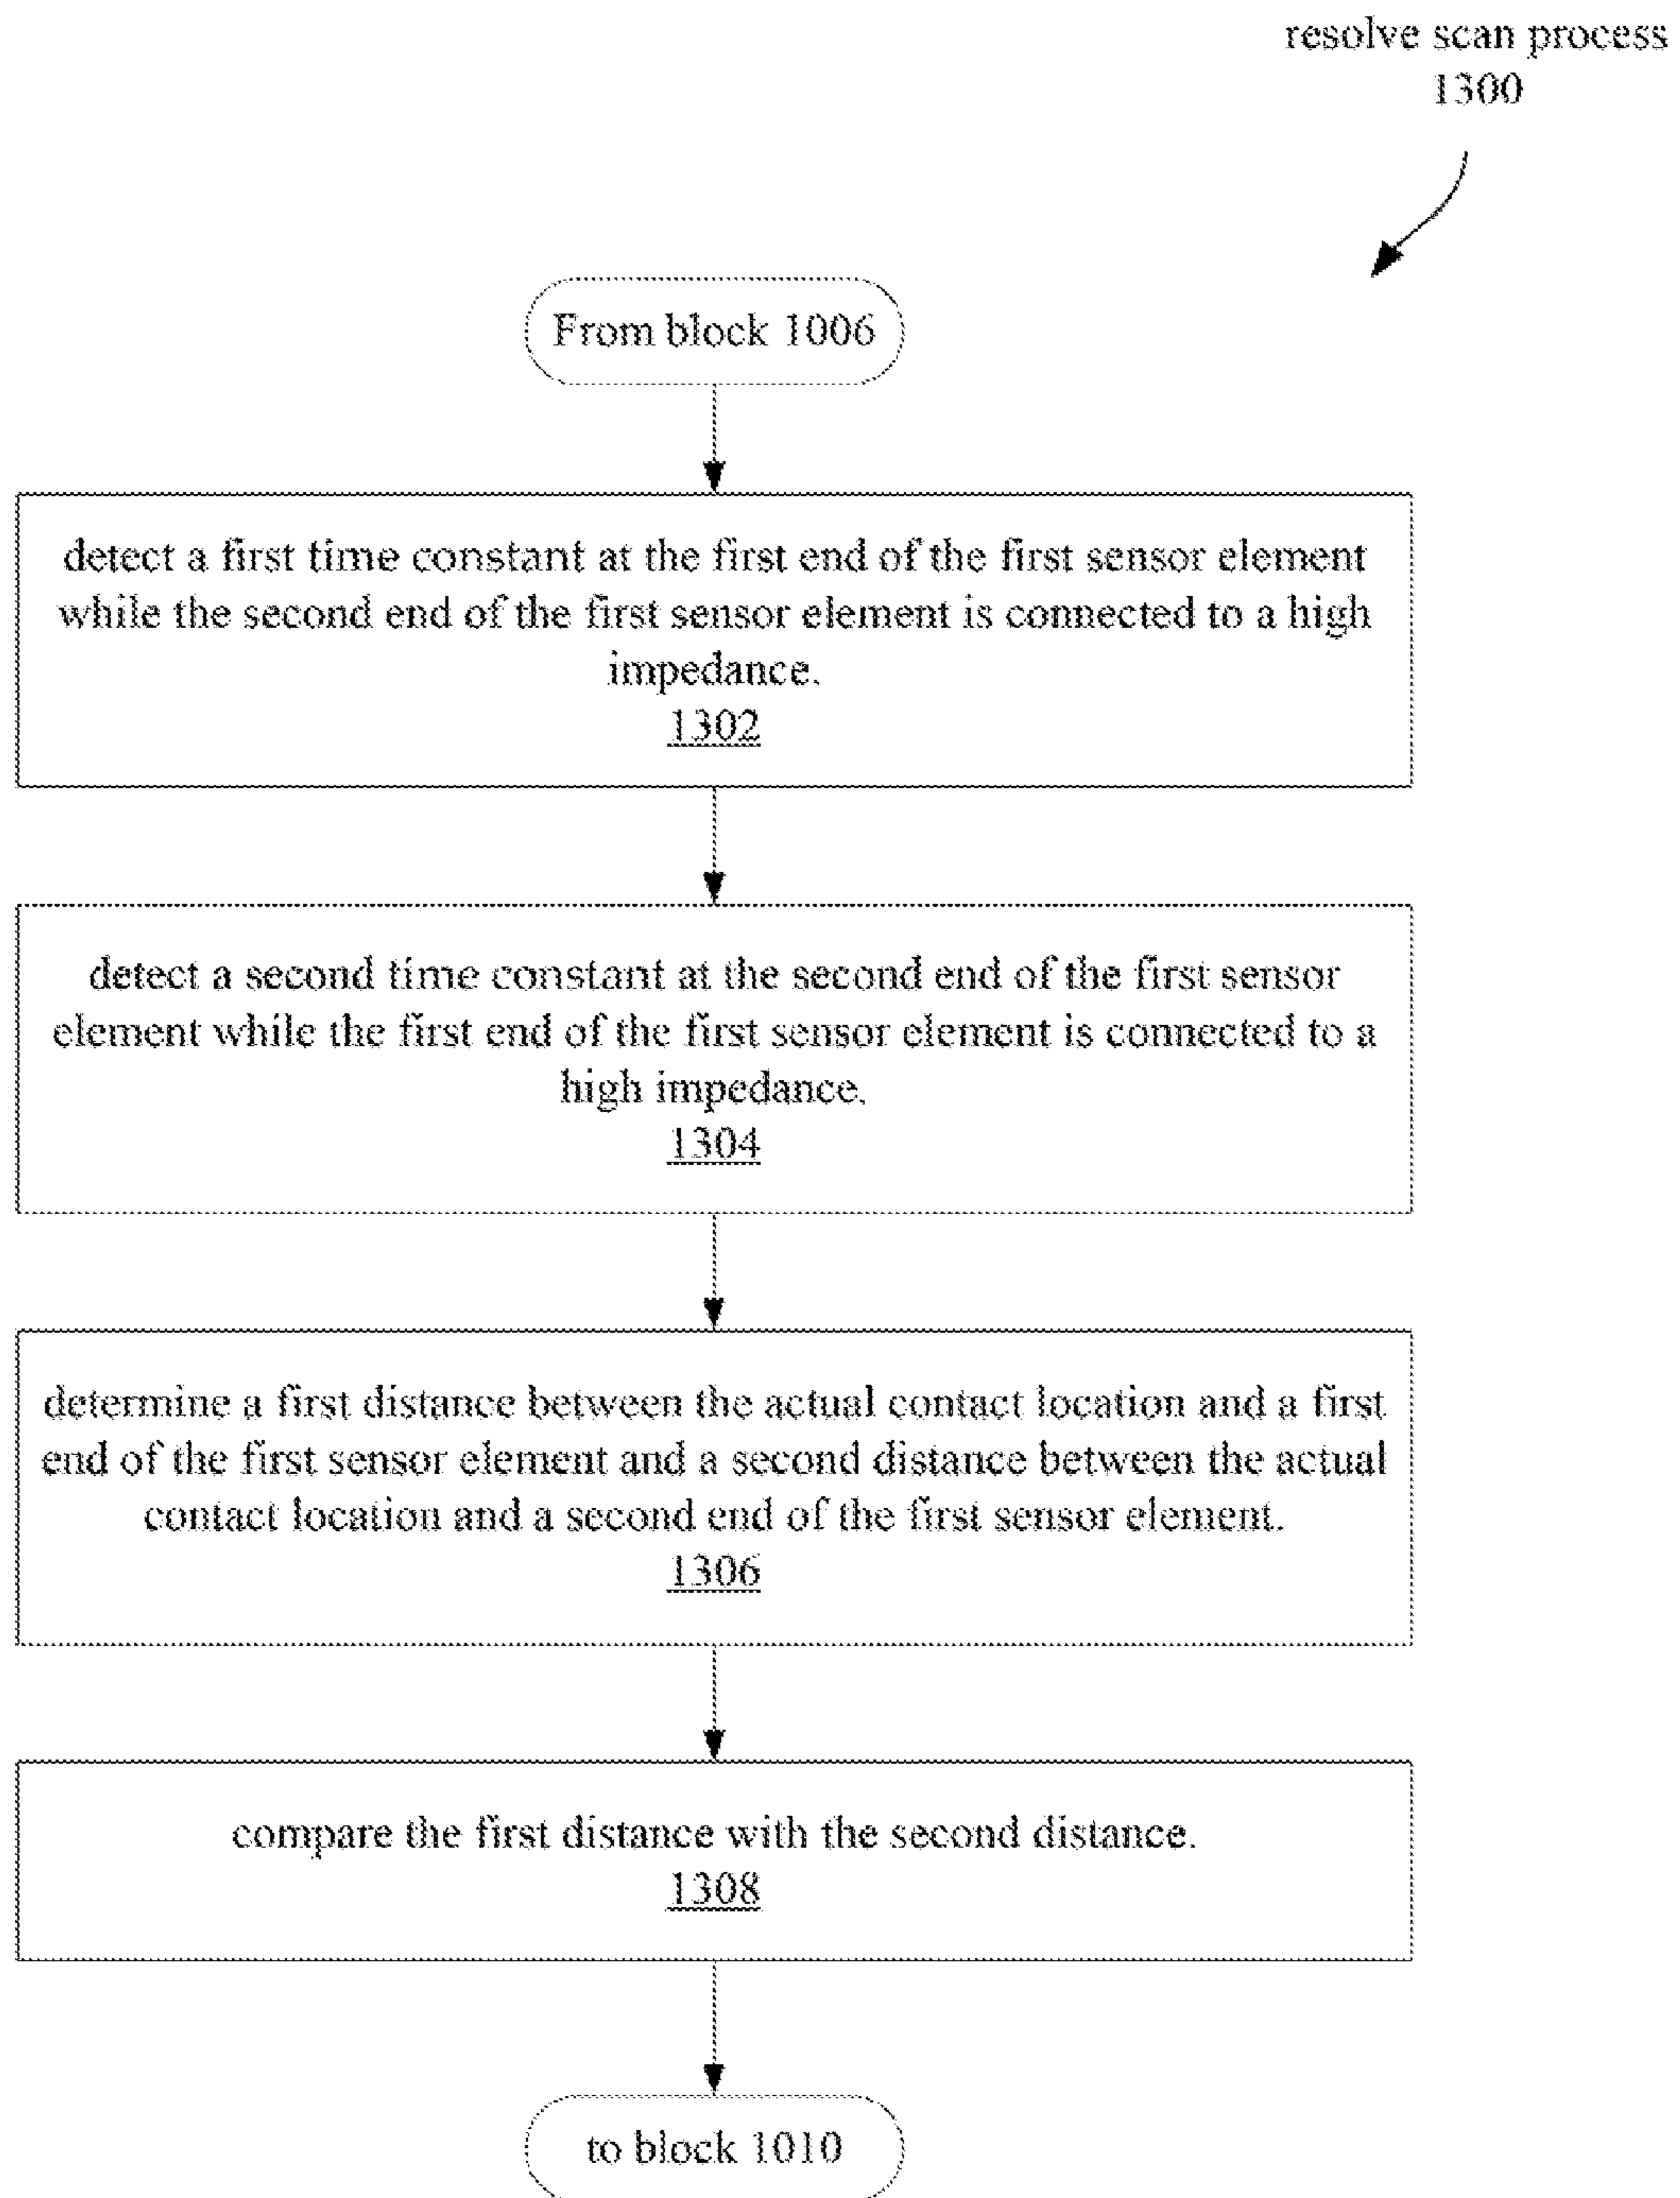 resolve scan process
1300
From block 1006
detect a first time constant at the first end of the first sensor element
while the second end of the first sensor element is connected to a high
impedance.
1302
detect a second time constant at the second end of the first sensor
element while the first end of the first sensor element is connected to a
high impedance.
1304
determine a first distance between the actual contact location and a first
end of the first sensor element and a second distance between the actual
contact location and a second end of the first sensor element.
1306
compare the first distance with the second distance.
1308
to block 1010